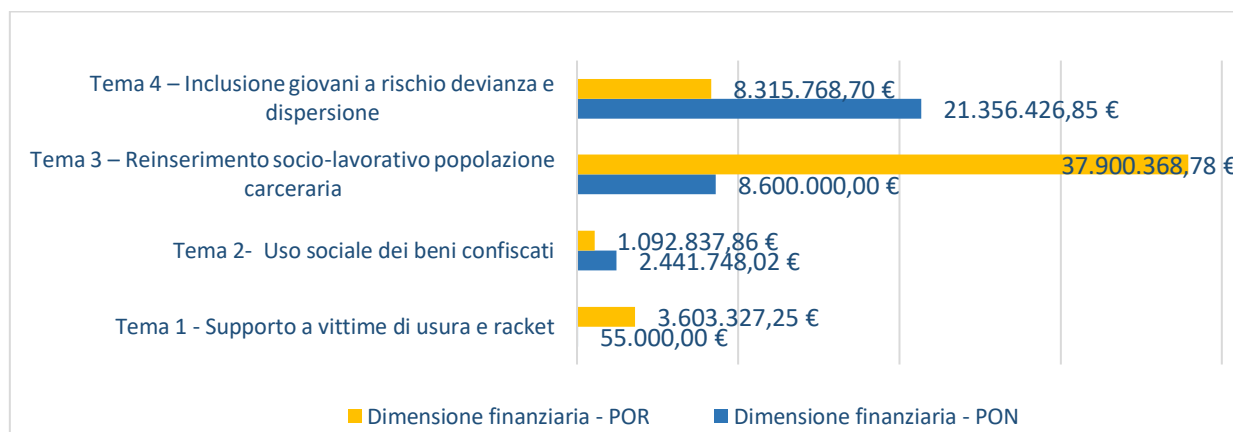 Tema 4 – Inclusione giovani a rischio devianza e
dispersione
8.315.768,70 €
21.356.426,85 €
Tema 3 – Reinserimento socio-lavorativo popolazione
carceraria
37.900.368,78 €
8.600.000,00 €
Tema 2-  Uso sociale dei beni confiscati
1.092.837,86 €
2.441.748,02 €
Tema 1 - Supporto a vittime di usura e racket
3.603.327,25 €
55.000,00 €
Dimensione finanziaria - POR
Dimensione finanziaria - PON